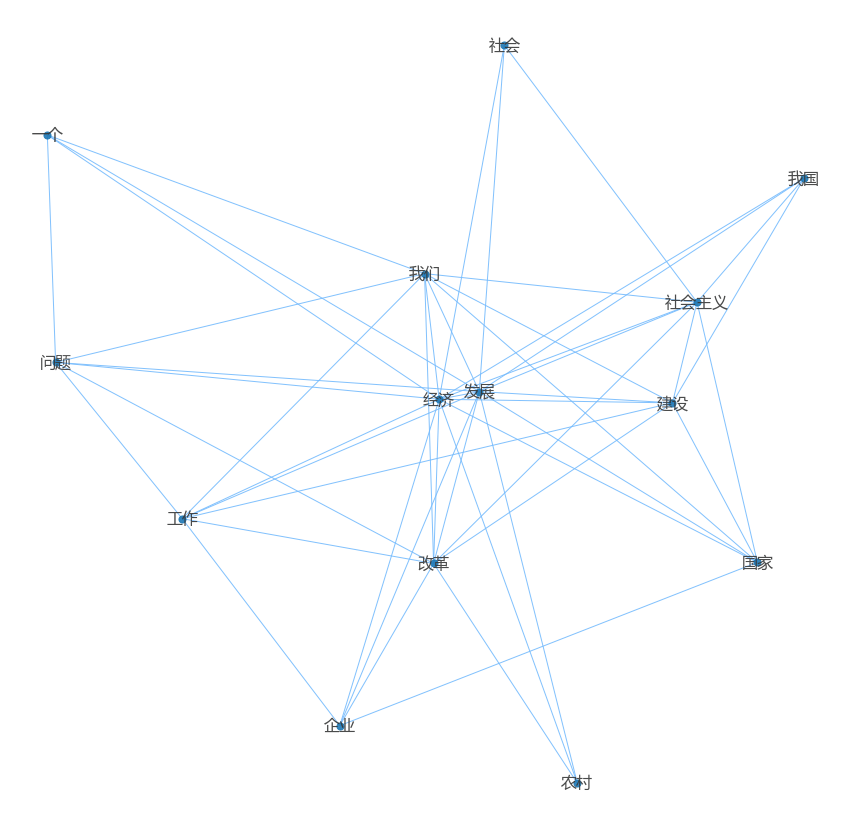 社会
一个
我国
我们
社会主义
问题
经济
发展
建设
工作
改革
国家
企业
农村